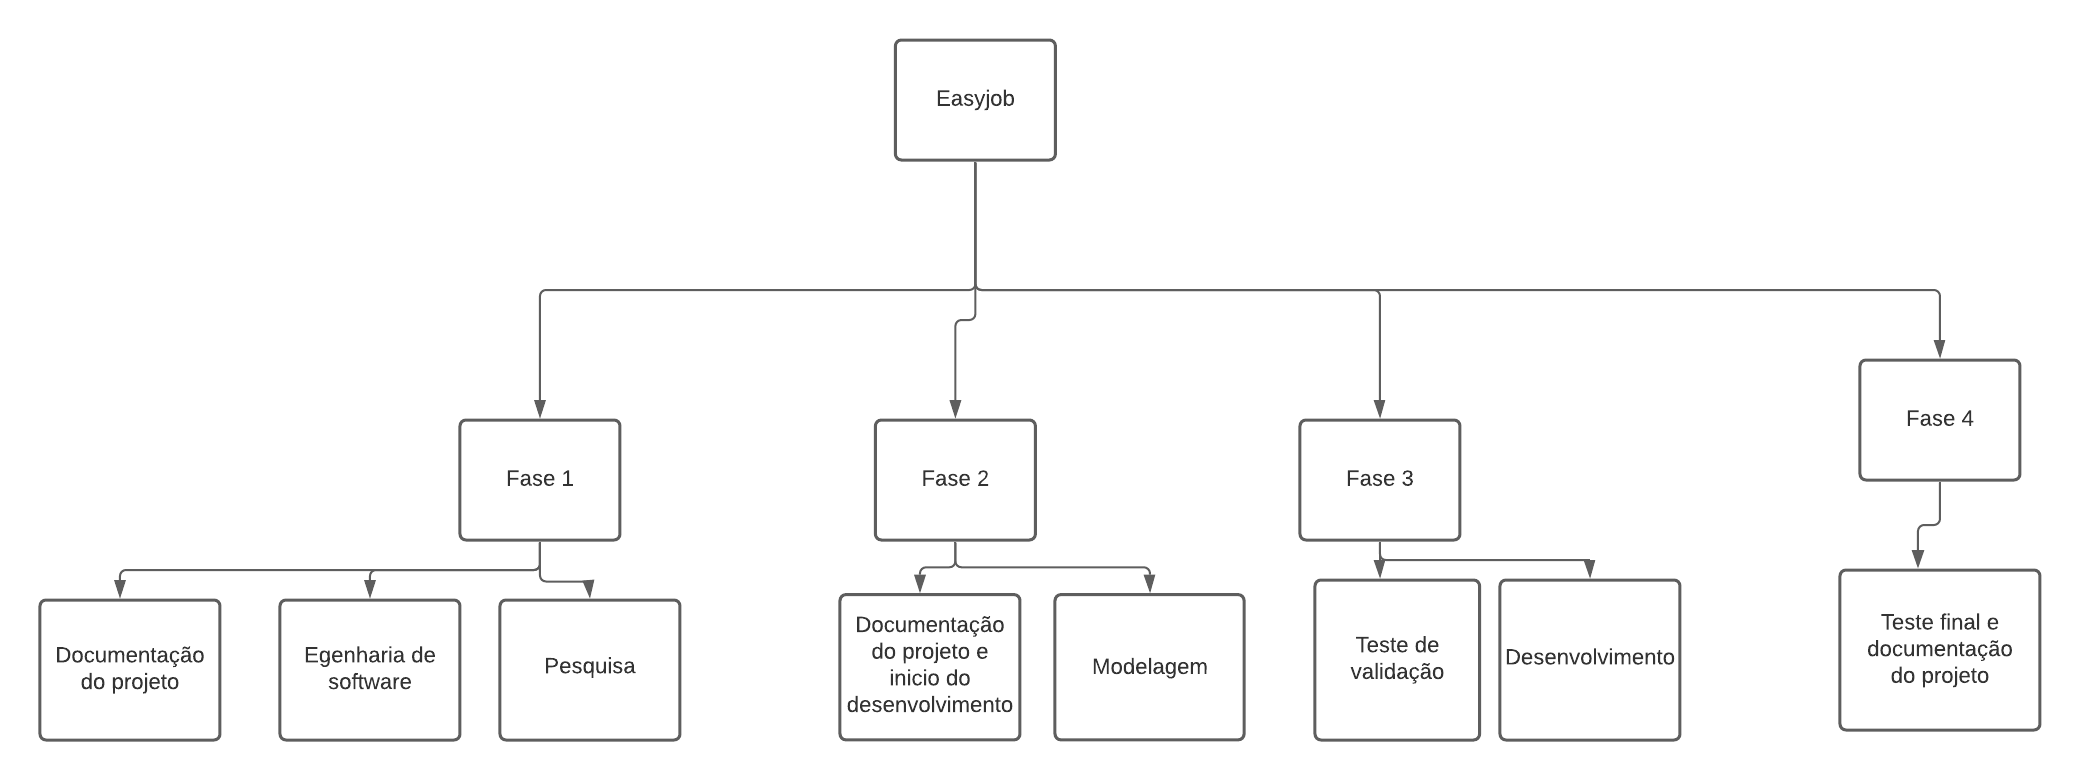 Easyjob
Fase 1
Fase 2
Fase 3
Fase 4
Documentação
do projeto
Egenharia de
software
Pesquisa
Documentação
do projeto e
inicio do
desenvolvimento
Modelagem
Teste de
validação
Desenvolvimento
Teste final e
documentação
do projeto